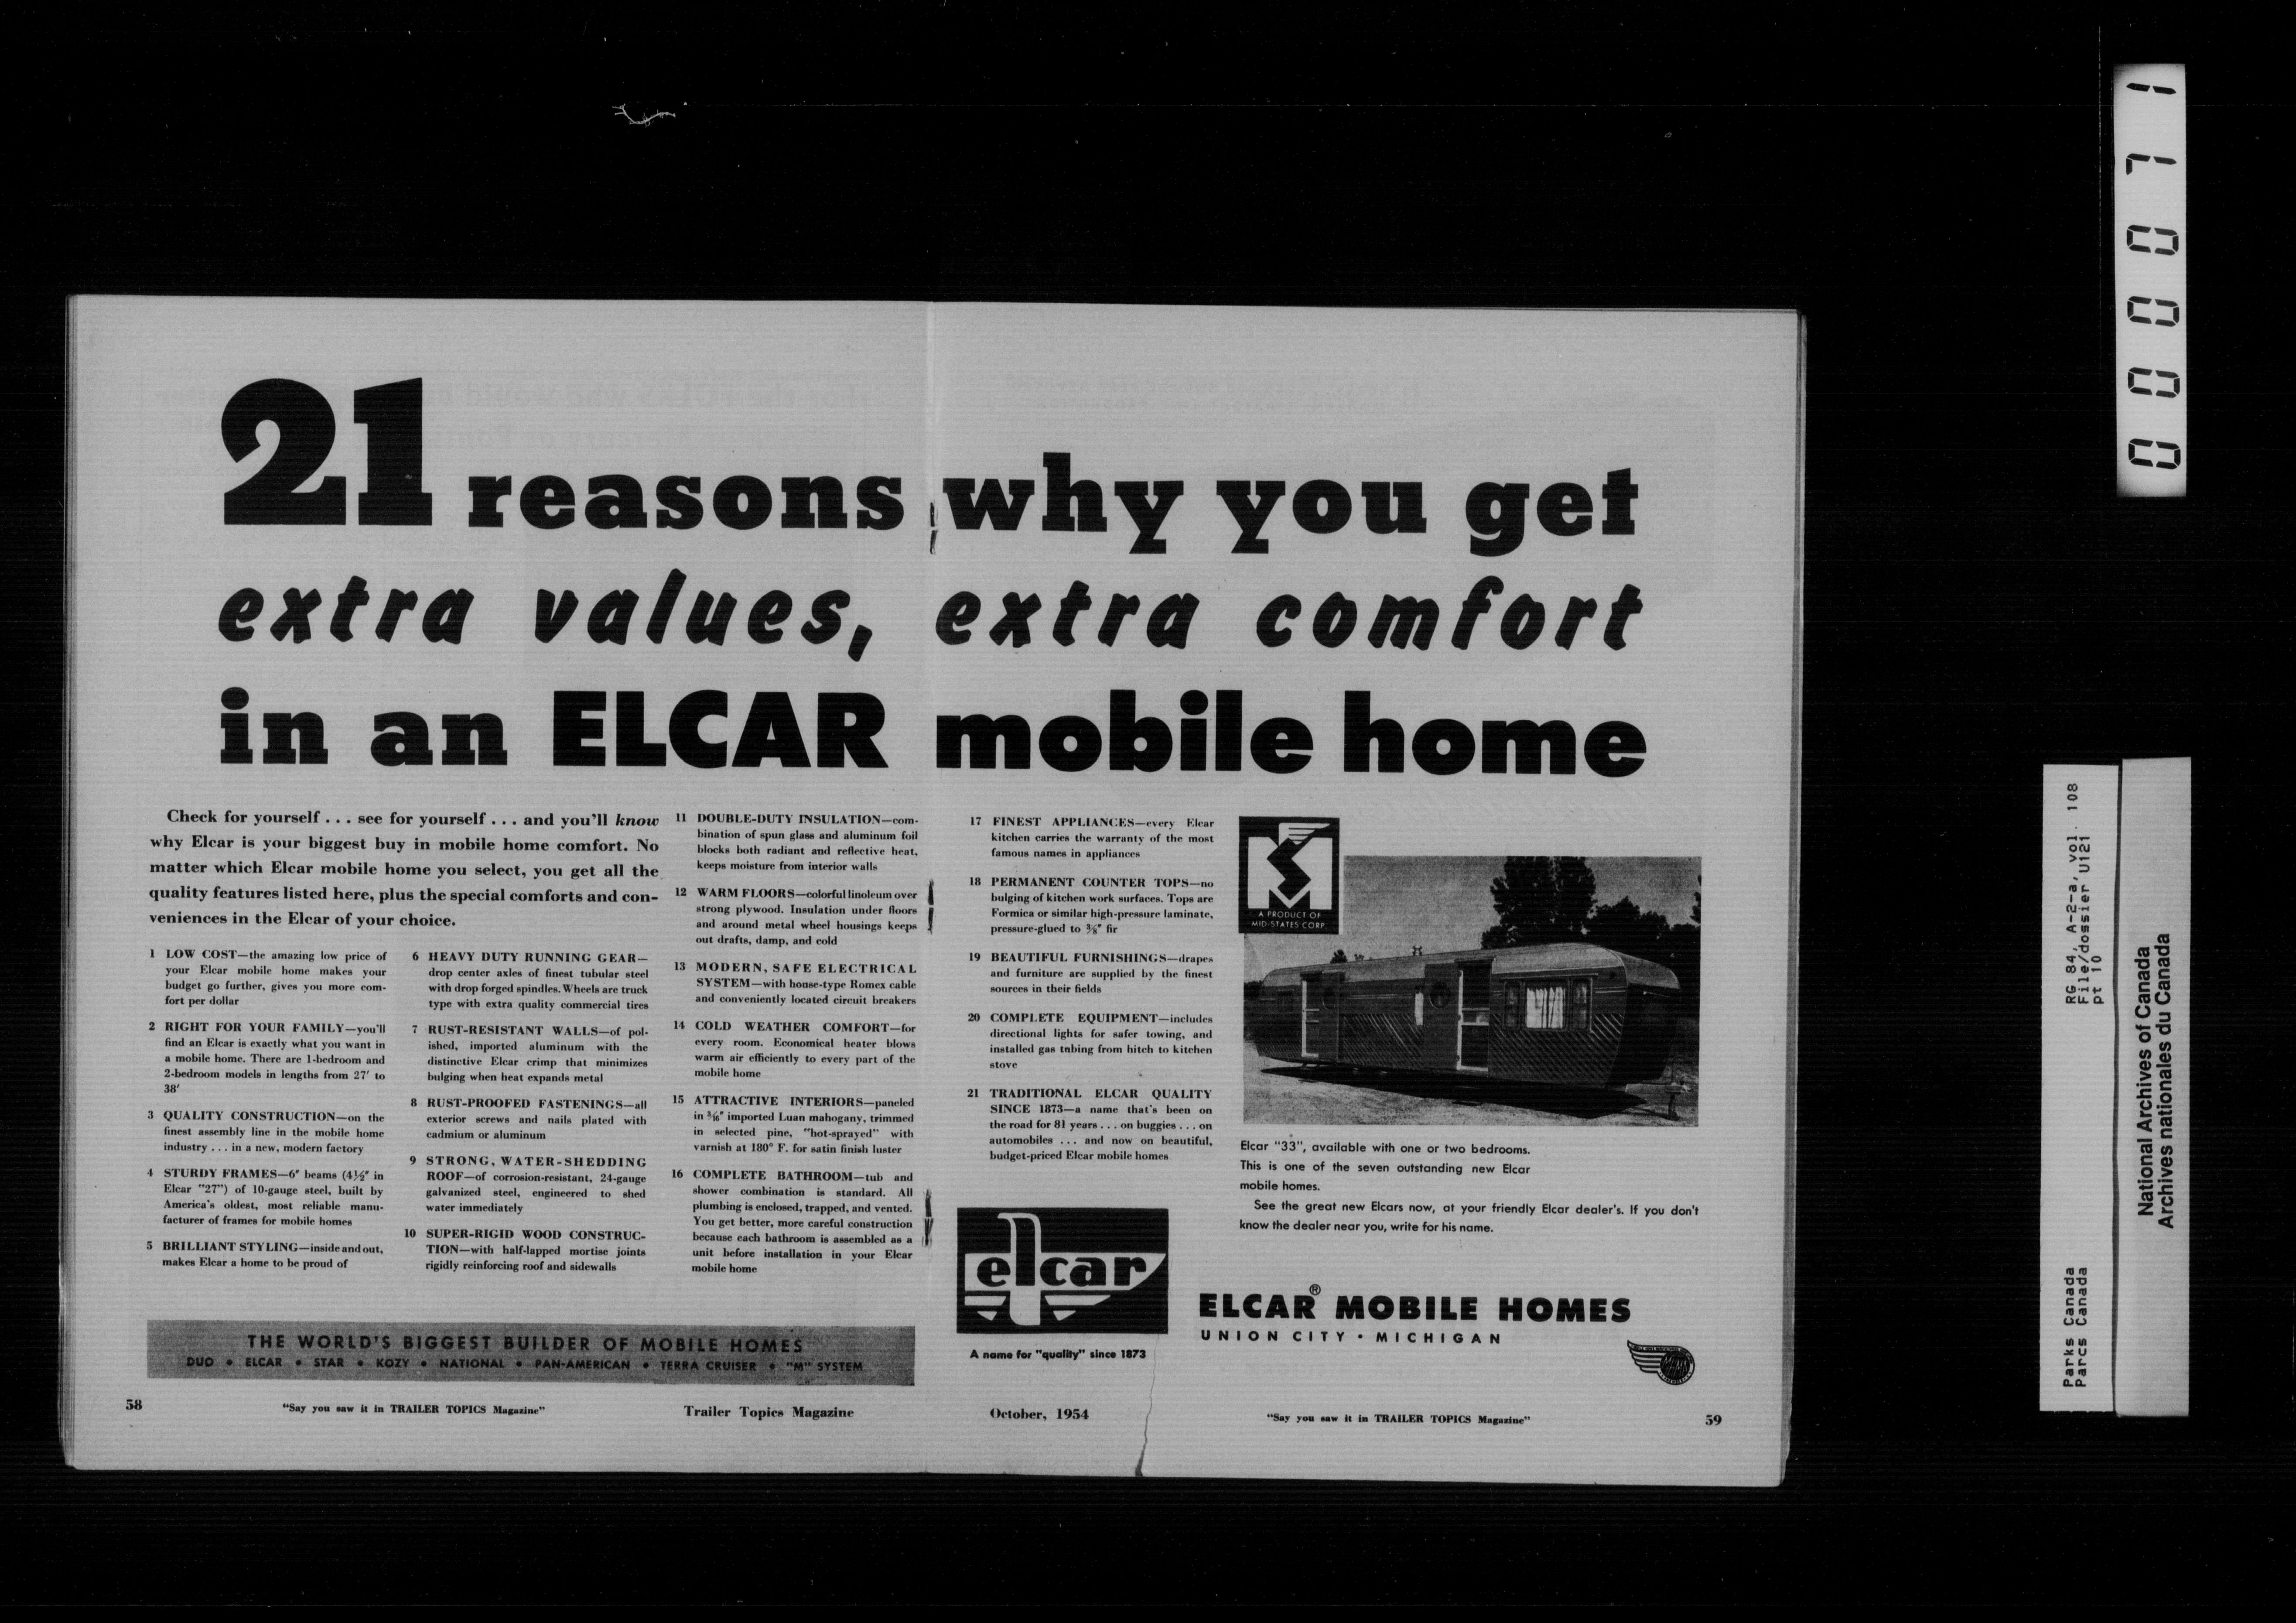 21 reasons why you get
extra values, extra comfort
in an ELCAR mobile home
Check for yourself . . . see for yourself . . . and you'll know
why Elcar is your biggest buy in mobile home comfort. No
matter which Elcar mobile home you select, you get all the
quality features listed here, plus the special comforts and con-
veniences in the Elcar of your choice.
1 LOW COST—the amazing low price of
your Elcar mobile home makes your
budget go further, gives you more com-
fort per dollar
2 RIGHT FOR YOUR FAMILY—you'll
find an Elcar is exactly what you want in
a mobile home. There are 1-bedroom and
2-bedroom models in lengths from 27' to
38'
3 QUALITY CONSTRUCTION—on the
finest assembly line in the mobile home
industry . . . in a new, modern factory
4 STURDY FRAMES—6" beams (4½" in
Elcar "27") of 10-gauge steel, built by
America's oldest, most reliable manu-
facturer of frames for mobile homes
5 BRILLIANT STYLING—inside and out,
makes Elcar a home to be proud of
6 HEAVY DUTY RUNNING GEAR—
drop center axles of finest tubular steel
with drop forged spindles. Wheels are truck
type with extra quality commercial tires
7 RUST-RESISTANT WALLS—of pol-
ished, imported aluminum with the
distinctive Elcar crimp that minimizes
bulging when heat expands metal
8 RUST-PROOFED FASTENINGS—all
exterior screws and nails plated with
cadmium or aluminum
9 STRONG, WATER-SHEDDING
ROOF—of corrosion-resistant, 24-gauge
galvanized steel, engineered to shed
water immediately
10 SUPER-RIGID WOOD CONSTRUC-
TION—with half-lapped mortise joints
rigidly reinforcing roof and sidewalls
11 DOUBLE-DUTY INSULATION—com-
bination of spun glass and aluminum foil
blocks both radiant and reflective heat,
keeps moisture from interior walls
12 WARM FLOORS—colorful linoleum over
strong plywood. Insulation under floors
and around metal wheel housings keeps
out drafts, damp, and cold
13 MODERN, SAFE ELECTRICAL
SYSTEM—with house-type Romex cable
and conveniently located circuit breakers
14 COLD WEATHER COMFORT—for
every room. Economical heater blows
warm air efficiently to every part of the
mobile home
15 ATTRACTIVE INTERIORS—paneled
in 3/16" imported Luan mahogany, trimmed
in selected pine, "hot-sprayed" with
varnish at 180° F. for satin finish luster
16 COMPLETE BATHROOM—tub and
shower combination is standard. All
plumbing is enclosed, trapped, and vented.
You get better, more careful construction
because each bathroom is assembled as a
unit before installation in your Elcar
mobile home
THE WORLD'S BIGGEST BUILDER OF MOBILE HOMES
DUO • ELCAR • STAR • KOZY • NATIONAL • PAN-AMERICAN • TERRA CRUISER • "M" SYSTEM
58
"Say you saw it in TRAILER TOPICS Magazine"
Trailer Topics Magazine
17 FINEST APPLIANCES—every Elcar
kitchen carries the warranty of the most
famous names in appliances
18 PERMANENT COUNTER TOPS—no
bulging of kitchen work surfaces. Tops are
Formica or similar high-pressure laminate,
pressure-glued to ⅜" fir
19 BEAUTIFUL FURNISHINGS—drapes
and furniture are supplied by the finest
sources in their fields
20 COMPLETE EQUIPMENT—includes
directional lights for safer towing, and
installed gas tubing from hitch to kitchen
stove
21 TRADITIONAL ELCAR QUALITY
SINCE 1873—a name that's been on
the road for 81 years . . . on buggies . . . on
automobiles . . . and now on beautiful,
budget-priced Elcar mobile homes
A PRODUCT OF
MID-STATES CORP.
Elcar "33", available with one or two bedrooms.
This is one of the seven outstanding new Elcar
mobile homes.
See the great new Elcars now, at your friendly Elcar dealer's. If you don't
know the dealer near you, write for his name.
elcar
A name for "quality" since 1873
ELCAR® MOBILE HOMES
UNION CITY • MICHIGAN
October, 1954
"Say you saw it in TRAILER TOPICS Magazine"
59
000071
Parks Canada
Parcs Canada
RG 84, A-2-a, vol. 108
File/dossier U121
pt 10
National Archives of Canada
Archives nationales du Canada